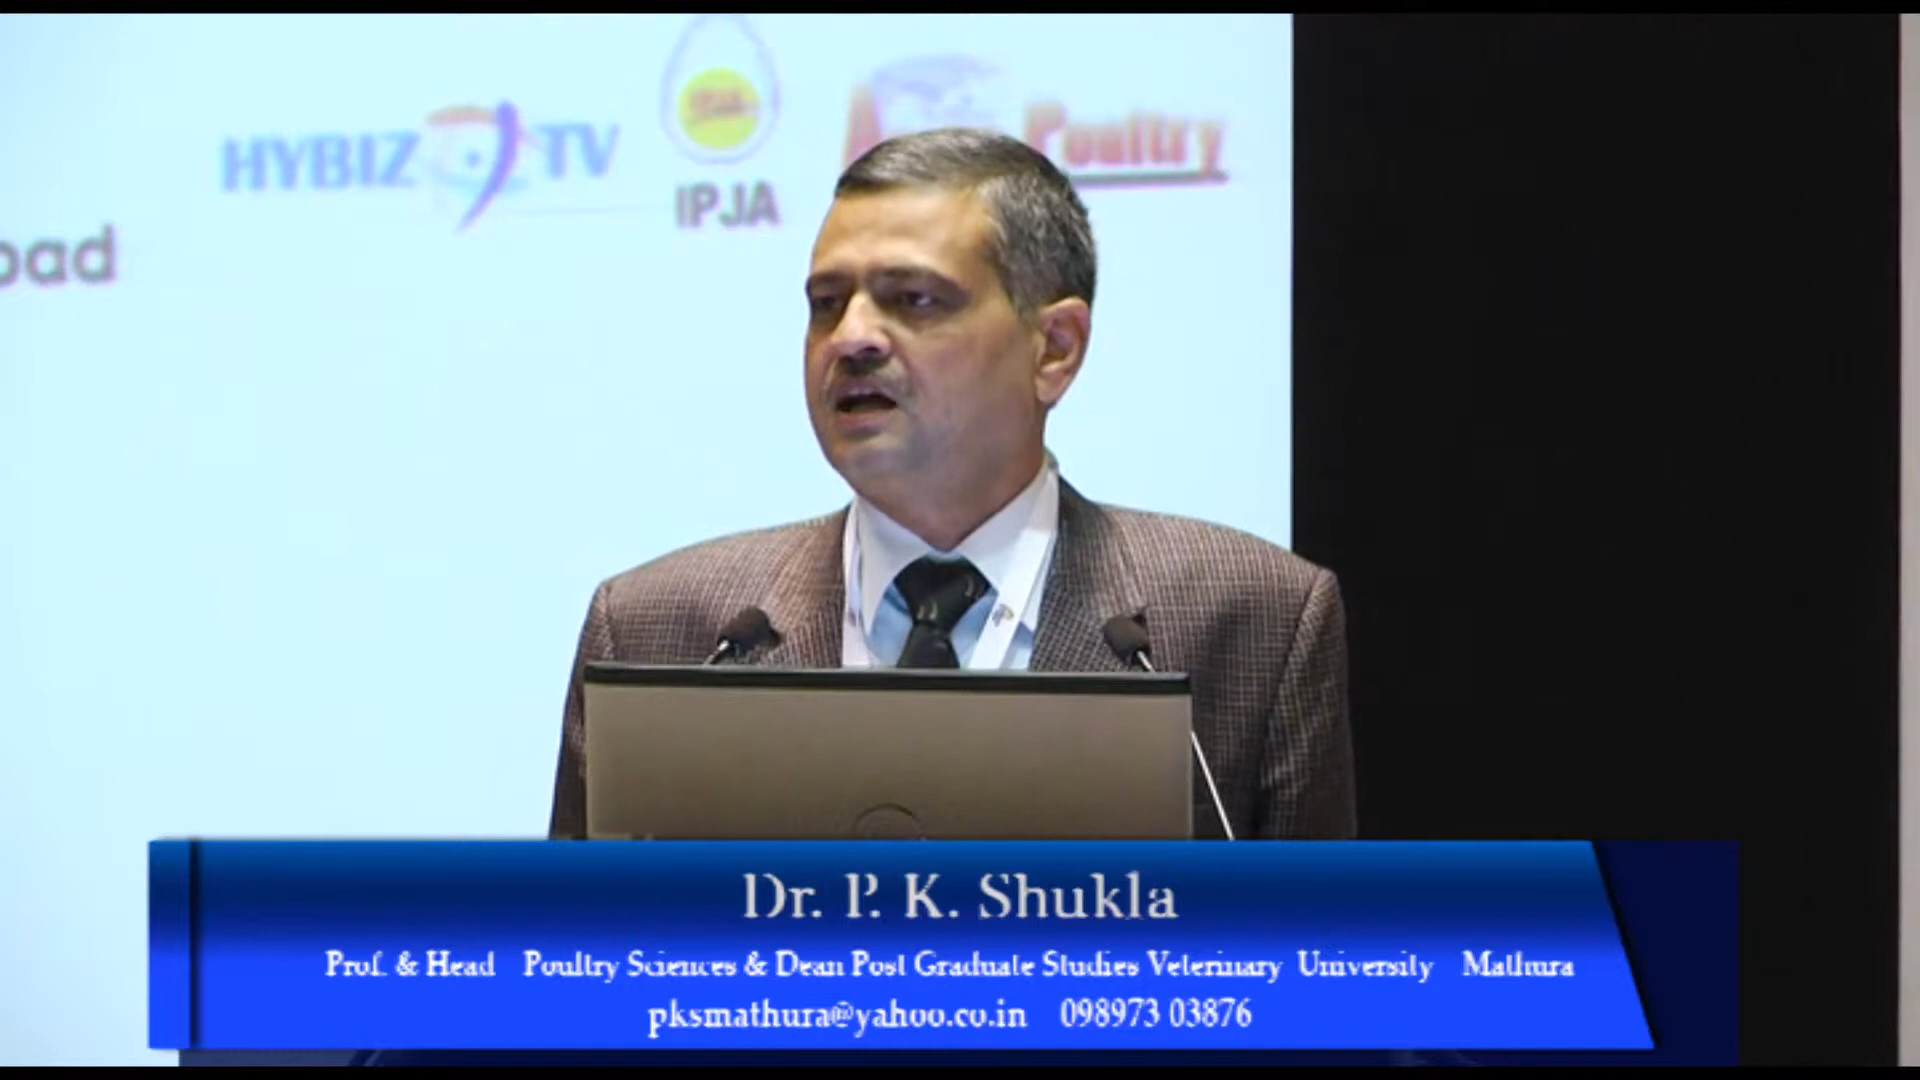 HYBIZ TV
IPJA
Poultry
bad
Dr. P. K. Shukla
Prof. & Head Poultry Sciences & Dean Post Graduate Studies Veterinary University Mathura
pksmathura@yahoo.co.in 098973 03876